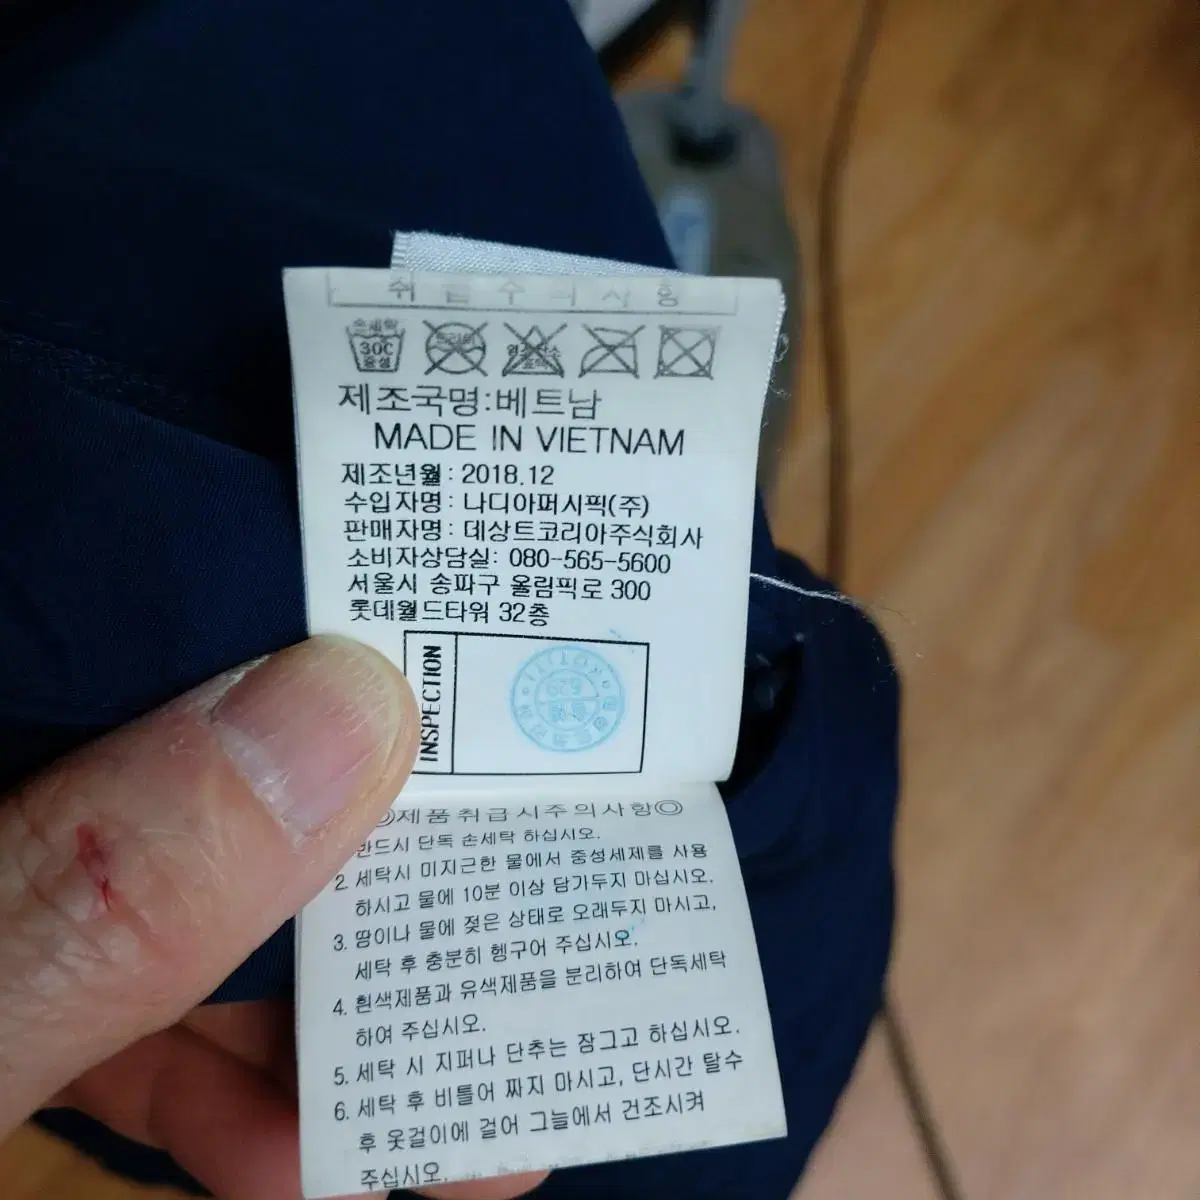 취급주의사항
손세탁
30C
중성
드라이
염소탄소
표백
제조국명:베트남
MADE IN VIETNAM
제조년월: 2018.12
수입자명: 나디아퍼시픽(주)
판매자명: 데상트코리아주식회사
소비자상담실: 080-565-5600
서울시 송파구 올림픽로 300
롯데월드타워 32층
INSPECTION
◎제품취급시주의사항◎
반드시 단독 손세탁 하십시오.
2. 세탁시 미지근한 물에서 중성세제를 사용
하시고 물에 10분 이상 담가두지 마십시오.
3. 땀이나 물에 젖은 상태로 오래두지 마시고,
세탁 후 충분히 헹구어 주십시오.
4. 흰색제품과 유색제품을 분리하여 단독세탁
하여 주십시오.
5. 세탁 시 지퍼나 단추는 잠그고 하십시오.
6. 세탁 후 비틀어 짜지 마시고, 단시간 탈수
후 옷걸이에 걸어 그늘에서 건조시켜
주십시오.